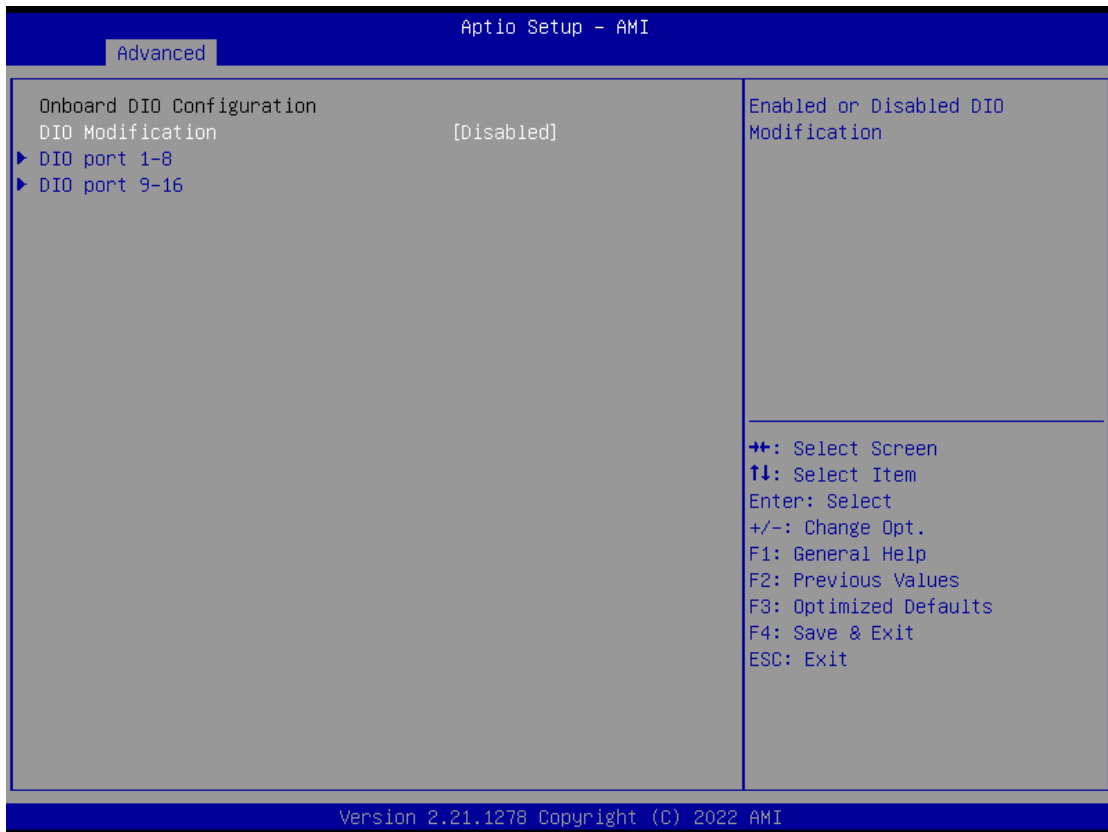 Aptio Setup - AMI
Advanced
Onboard DIO Configuration
DIO Modification [Disabled]
DIO port 1-8
DIO port 9-16
Enabled or Disabled DIO
Modification
→←: Select Screen
↑↓: Select Item
Enter: Select
+/-: Change Opt.
F1: General Help
F2: Previous Values
F3: Optimized Defaults
F4: Save & Exit
ESC: Exit
Version 2.21.1278 Copyright (C) 2022 AMI